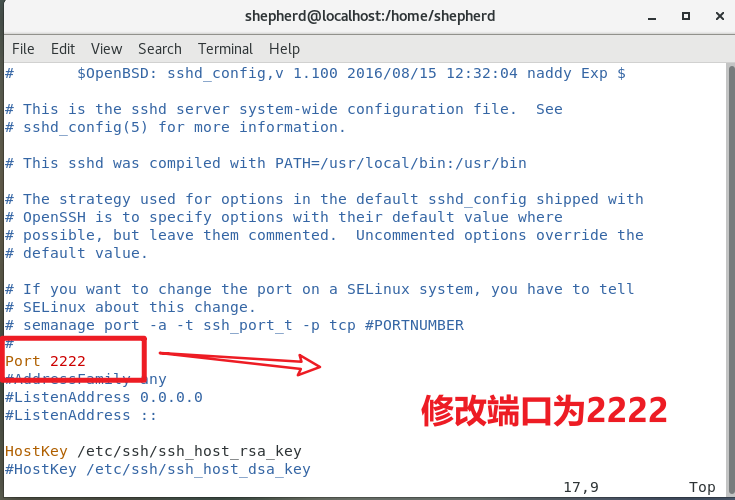 shepherd@localhost:/home/shepherd
File Edit View Search Terminal Help
# $OpenBSD: sshd_config,v 1.100 2016/08/15 12:32:04 naddy Exp $
# This is the sshd server system-wide configuration file. See
# sshd_config(5) for more information.
# This sshd was compiled with PATH=/usr/local/bin:/usr/bin
# The strategy used for options in the default sshd_config shipped with
# OpenSSH is to specify options with their default value where
# possible, but leave them commented. Uncommented options override the
# default value.
# If you want to change the port on a SELinux system, you have to tell
# SELinux about this change.
# semanage port -a -t ssh_port_t -p tcp #PORTNUMBER
#
Port 2222
#AddressFamily any
#ListenAddress 0.0.0.0
#ListenAddress ::
修改端口为2222
HostKey /etc/ssh/ssh_host_rsa_key
#HostKey /etc/ssh/ssh_host_dsa_key
17,9 Top